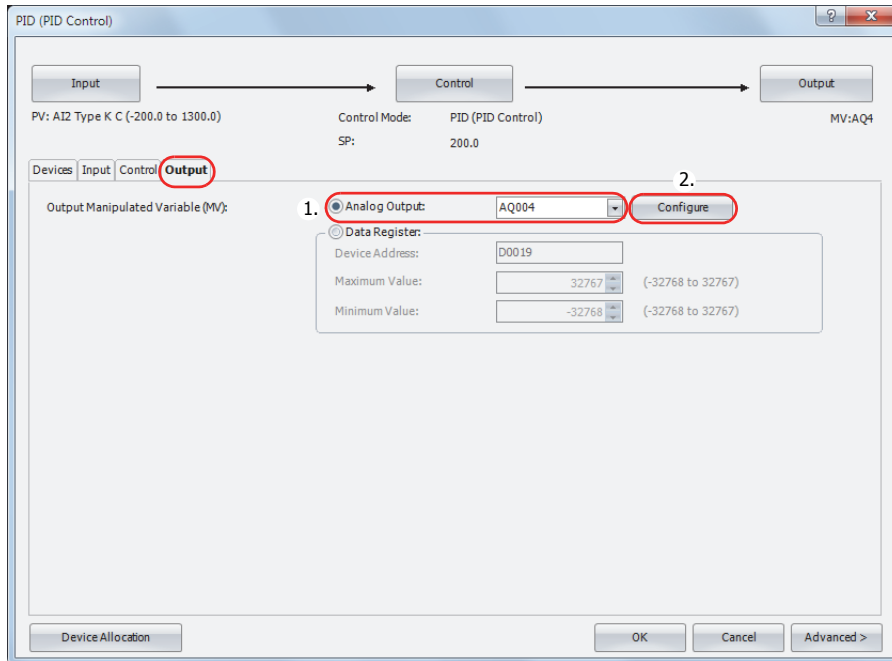 PID (PID Control)
Input
Control
Output
PV: AI2 Type K C (-200.0 to 1300.0)
Control Mode: PID (PID Control)
MV:AQ4
SP: 200.0
Devices Input Control Output
2.
Output Manipulated Variable (MV): 1. Analog Output: AQ004 Configure
Data Register:
Device Address: D0019
Maximum Value: 32767 (-32768 to 32767)
Minimum Value: -32768 (-32768 to 32767)
Device Allocation OK Cancel Advanced >